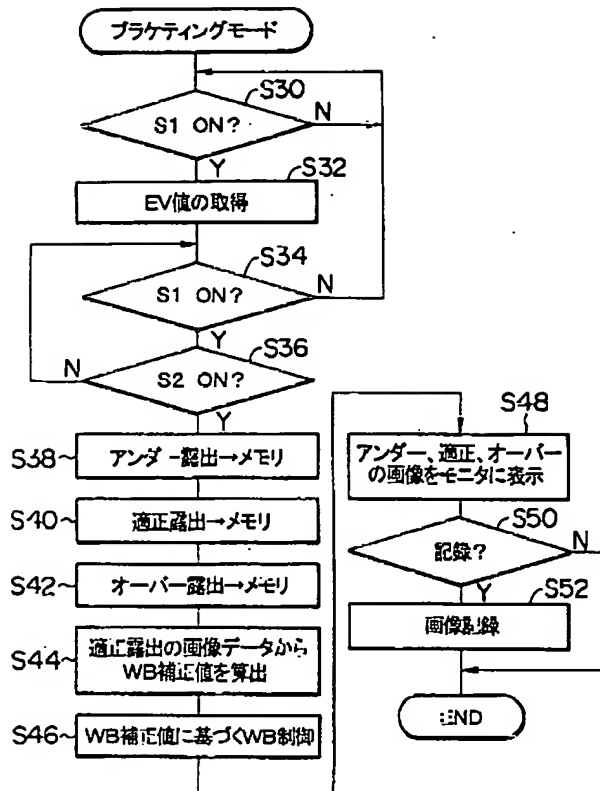 ブラケティングモード
S30
S1 ON?
N
Y
S32
EV値の取得
S34
S1 ON?
N
Y
S36
S2 ON?
N
Y
S38
アンダー露出→メモリ
S40
適正露出→メモリ
S42
オーバー露出→メモリ
S44
適正露出の画像データから
WB補正値を算出
S46
WB補正値に基づくWB制御
S48
アンダー、適正、オーバー
の画像をモニタに表示
S50
記録?
N
Y
S52
画像記録
END